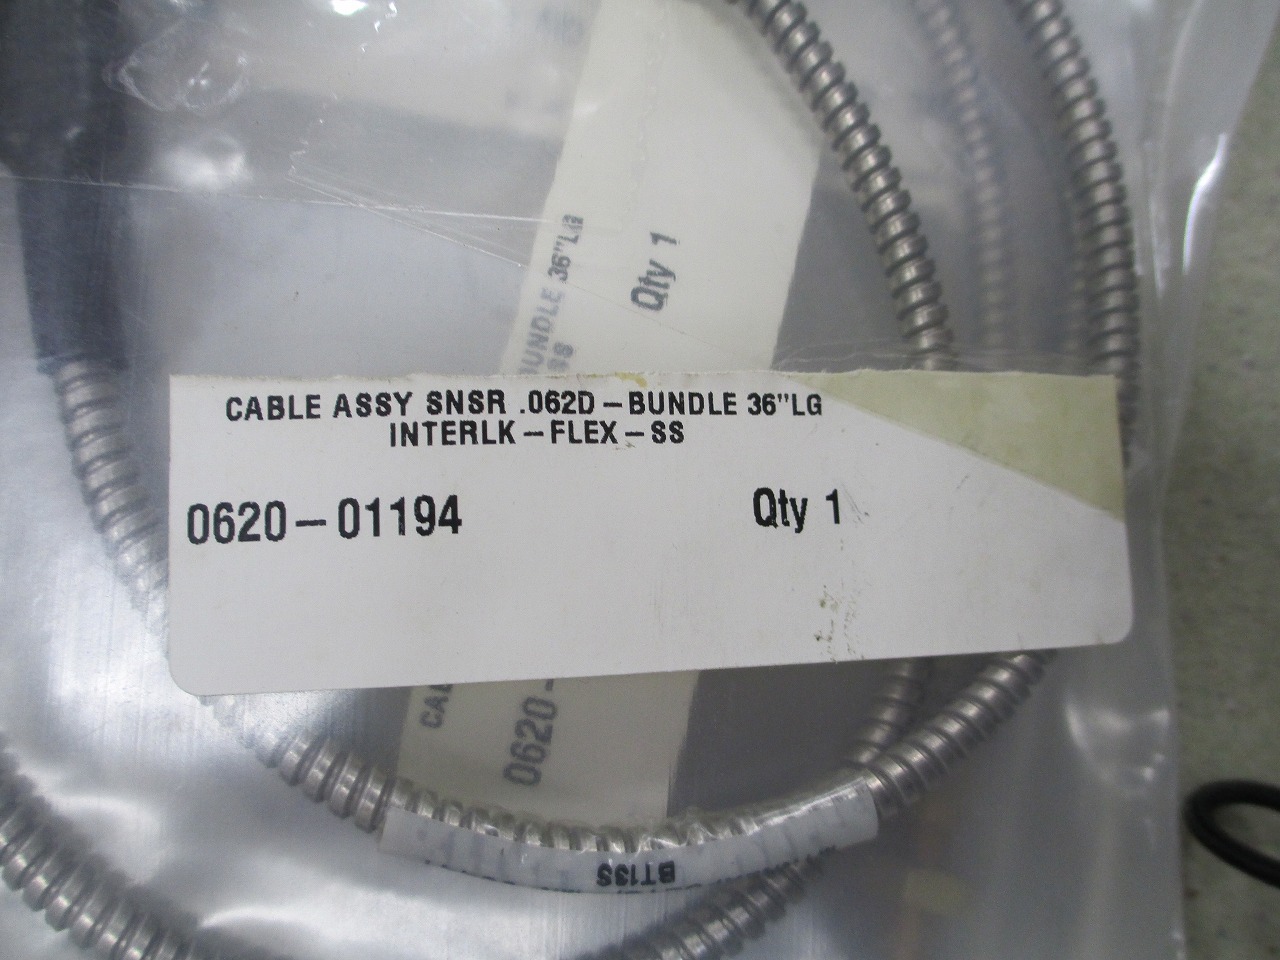 CABLE ASSY SNSR .062D-BUNDLE 36"LG
INTERLK-FLEX-SS
0620-01194
Qty 1
BUNDLE 36"LG
SS
Qty 1
0620-
BT13S